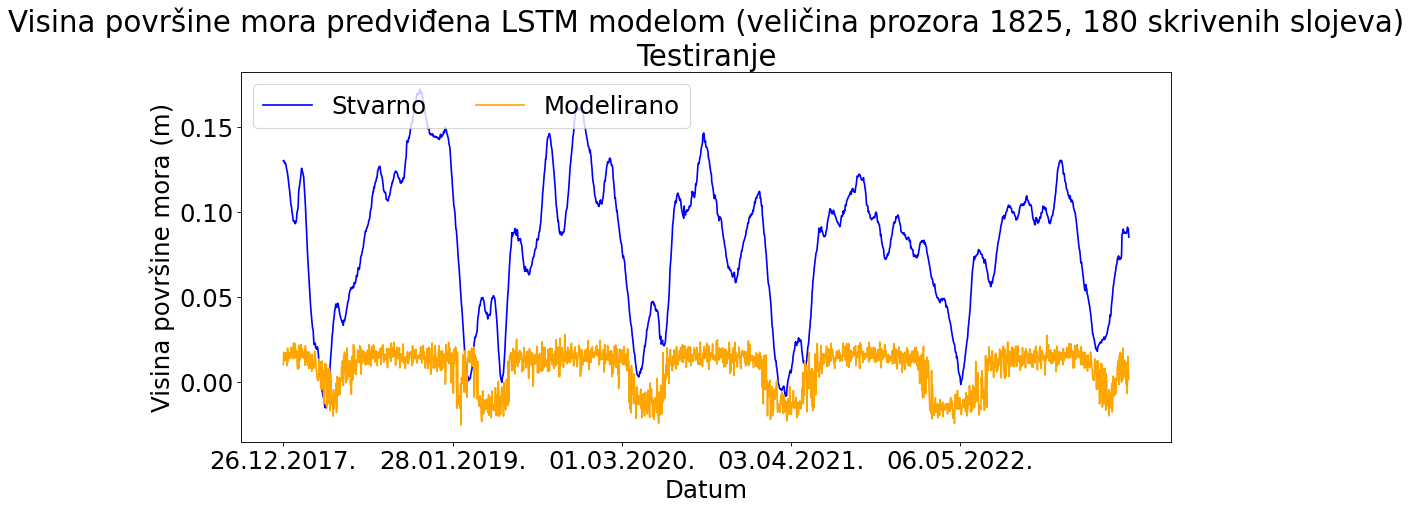 Visina površine mora predviđena LSTM modelom (veličina prozora 1825, 180 skrivenih slojeva)
Testiranje
Stvarno Modelirano
Visina površine mora (m)
0.15
0.10
0.05
0.00
26.12.2017. 28.01.2019. 01.03.2020. 03.04.2021. 06.05.2022.
Datum